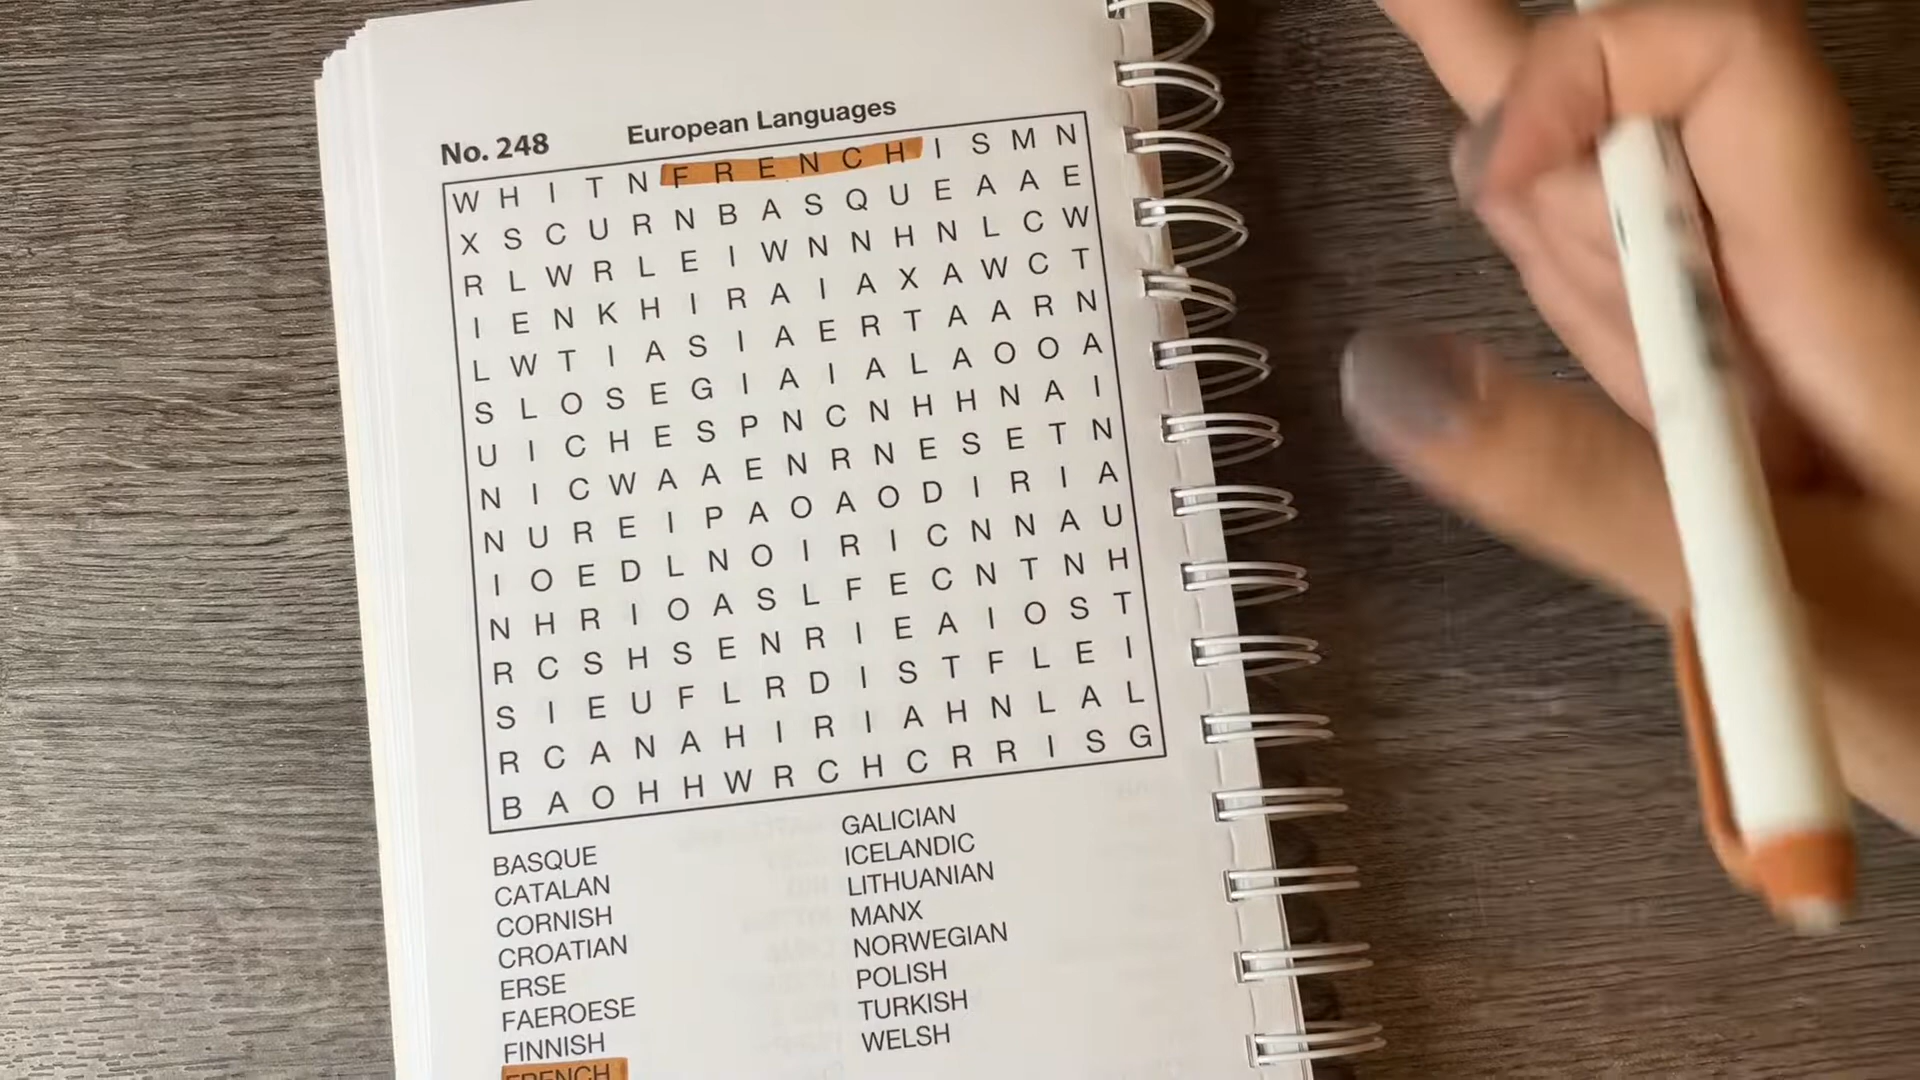 No. 248 European Languages
W H I T N F R E N C H I S M N
X S C U R N B A S Q U E A A E
R L W R L E I W N N H N L C W
I E N K H I R A I A X A W C T
L W T I A S I A E R T A A R N
S L O S E G I A I A L A O O A
U I C H E S P N C N H H N A I
N I C W A A E N R N E S E T N
N U R E I P A O A O D I R I A
I O E D L N O I R I C N N A U
N H R I O A S L F E C N T N H
R C S H S E N R I E A I O S T
S I E U F L R D I S T F L E I
R C A N A H I R I A H N L A L
B A O H H W R C H C R R I S G
BASQUE
CATALAN
CORNISH
CROATIAN
ERSE
FAEROESE
FINNISH
FRENCH
GALICIAN
ICELANDIC
LITHUANIAN
MANX
NORWEGIAN
POLISH
TURKISH
WELSH